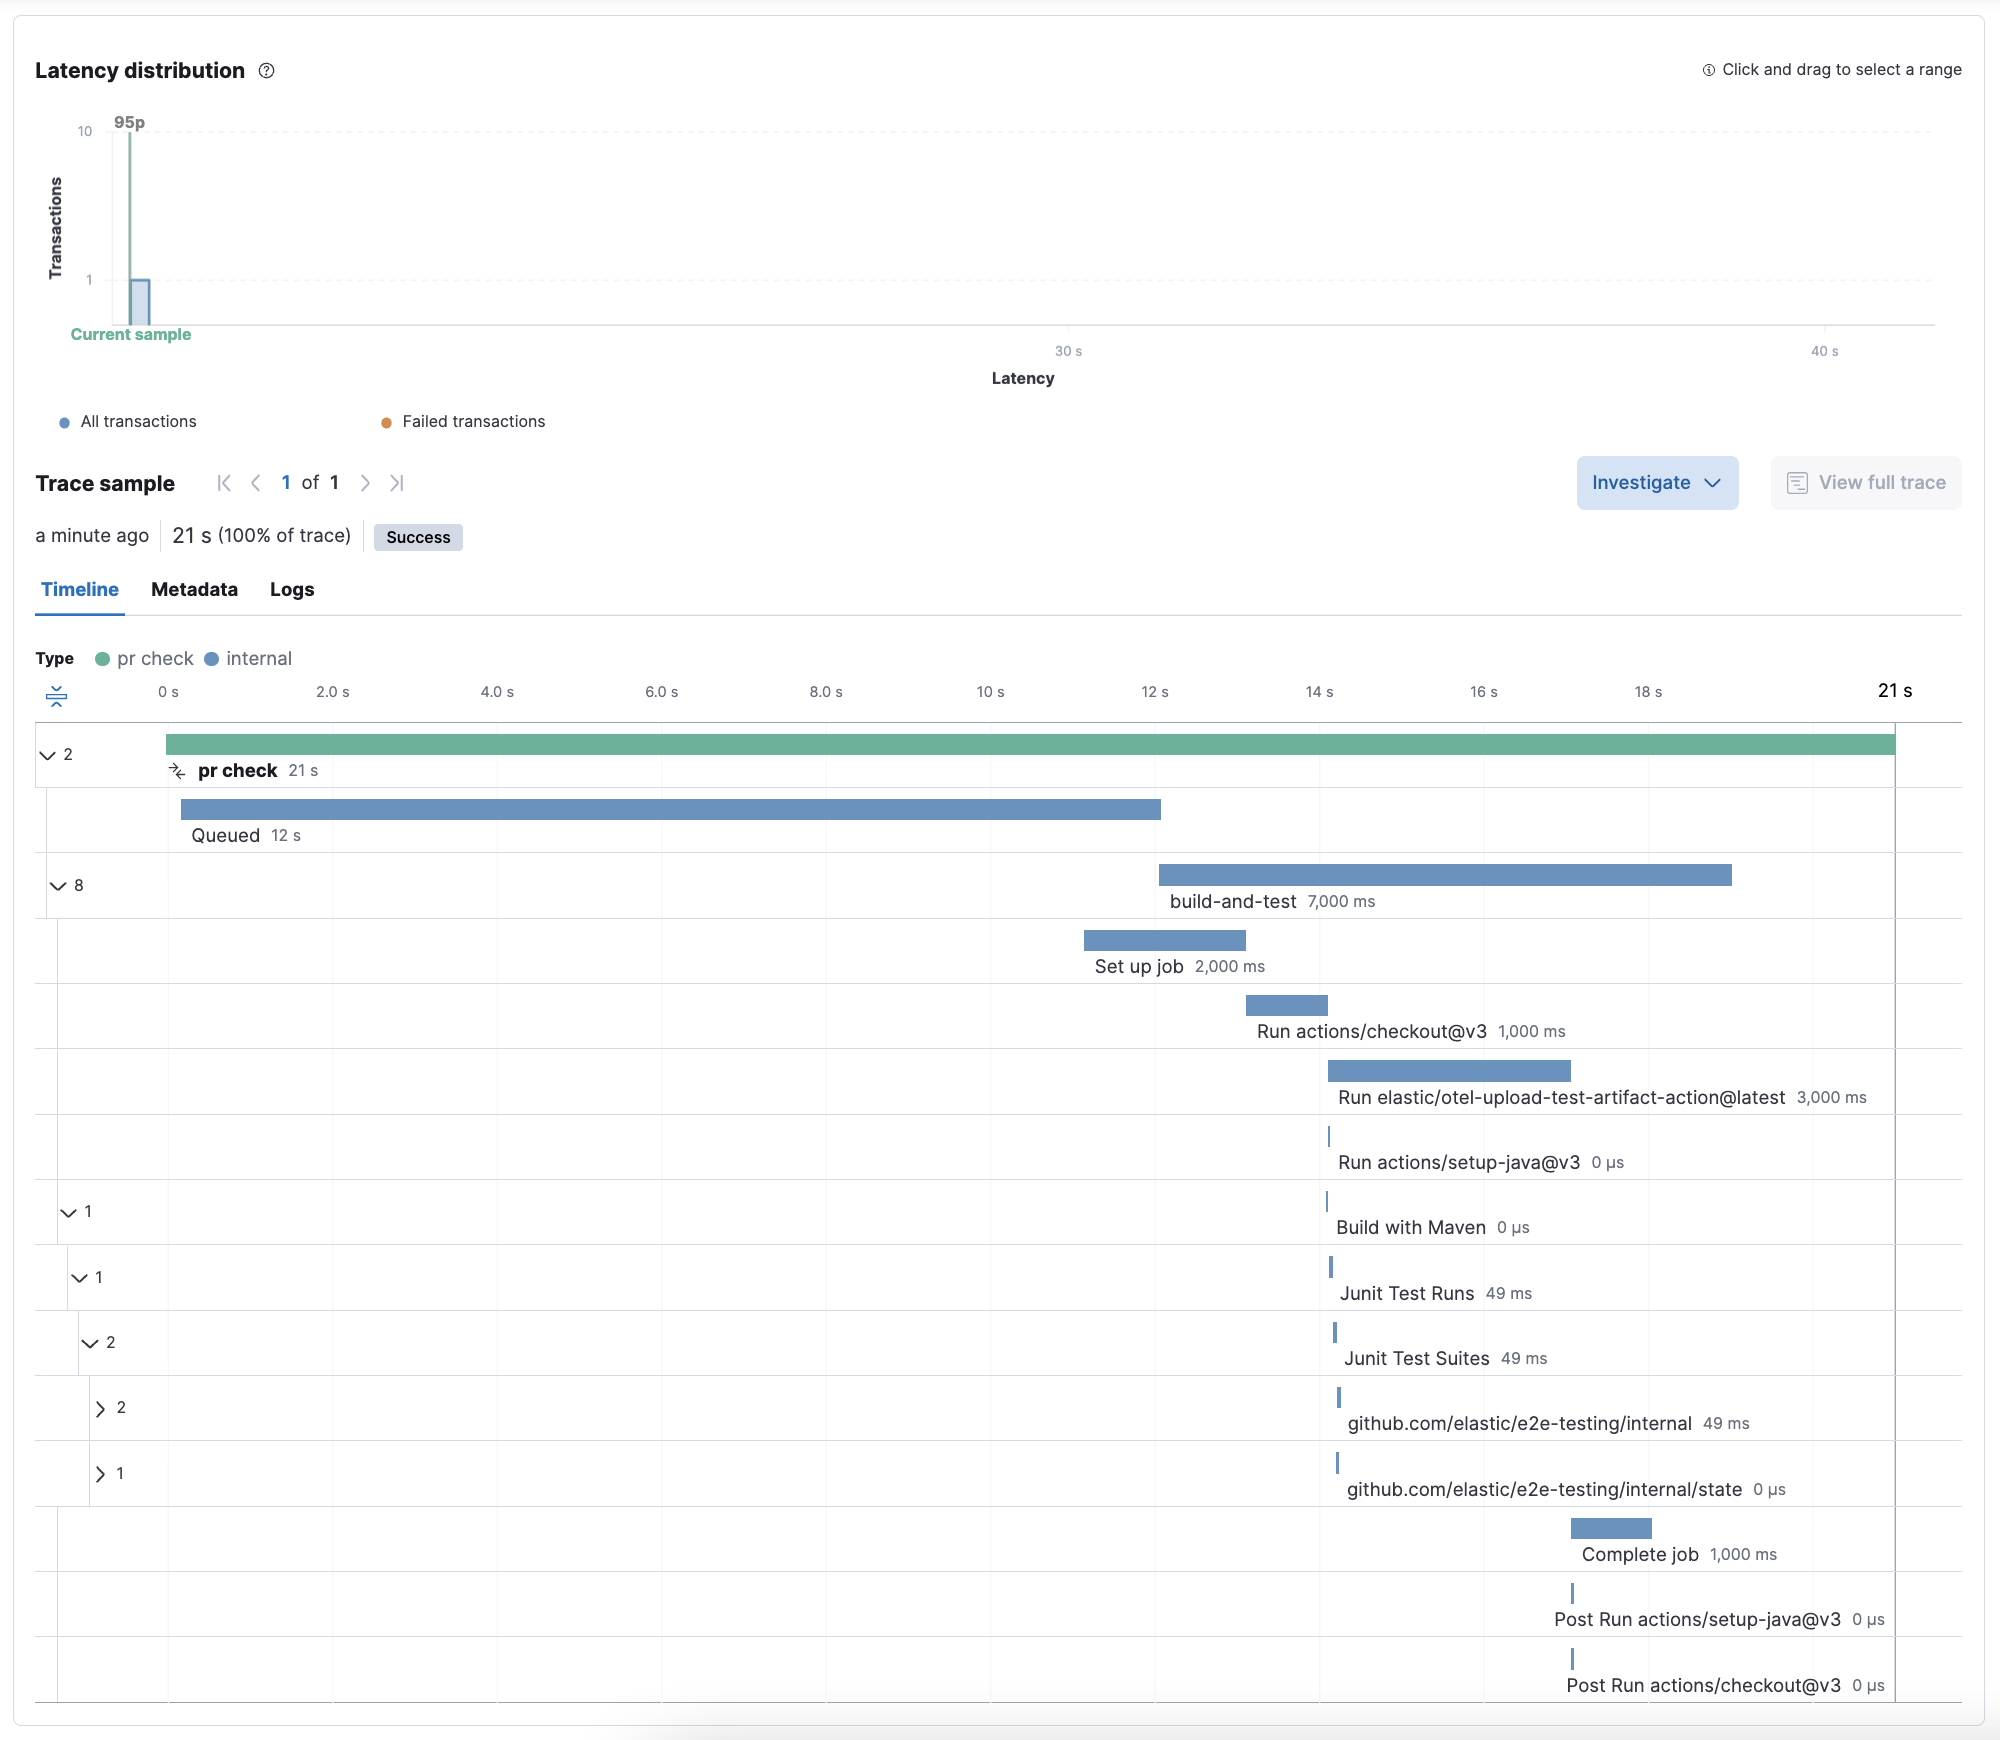 Latency distribution
Click and drag to select a range
95p
10
Transactions
1
Current sample
30 s
40 s
Latency
All transactions
Failed transactions
Trace sample
1 of 1
Investigate
View full trace
a minute ago
21 s (100% of trace)
Success
Timeline
Metadata
Logs
Type
pr check
internal
0 s
2.0 s
4.0 s
6.0 s
8.0 s
10 s
12 s
14 s
16 s
18 s
21 s
2
pr check 21 s
Queued 12 s
8
build-and-test 7,000 ms
Set up job 2,000 ms
Run actions/checkout@v3 1,000 ms
Run elastic/otel-upload-test-artifact-action@latest 3,000 ms
Run actions/setup-java@v3 0 μs
1
Build with Maven 0 μs
1
Junit Test Runs 49 ms
2
Junit Test Suites 49 ms
2
github.com/elastic/e2e-testing/internal 49 ms
1
github.com/elastic/e2e-testing/internal/state 0 μs
Complete job 1,000 ms
Post Run actions/setup-java@v3 0 μs
Post Run actions/checkout@v3 0 μs